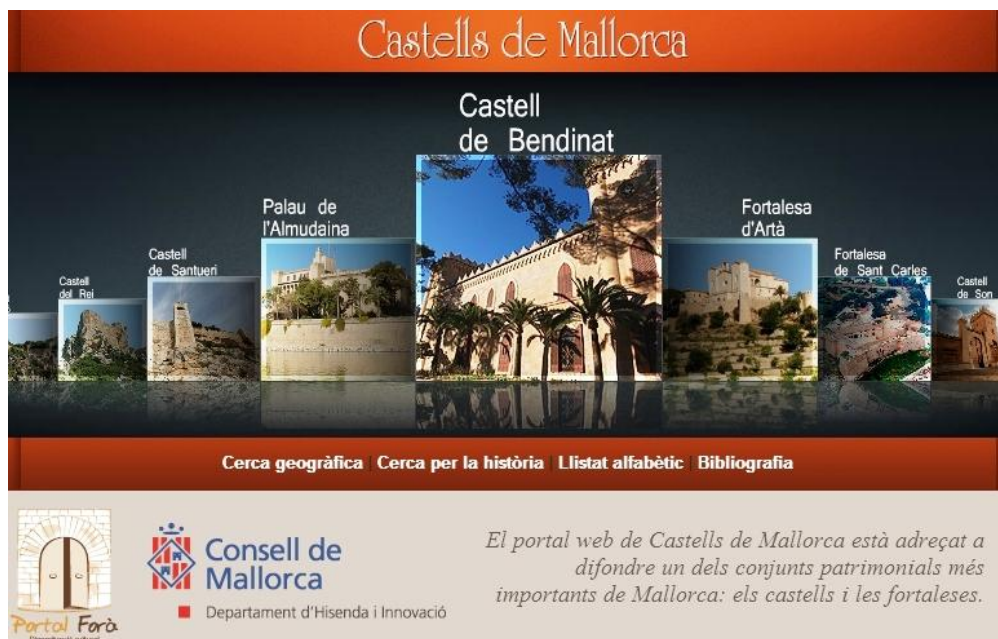 Castells de Mallorca
Castell
de Bendinat
Palau de
l'Almudaina
Fortalesa
d'Artà
Castell
de Santueri
Fortalesa
de Sant Carles
Castell
del Rei
Castell
de Son
Cerca geogràfica | Cerca per la història | Llistat alfabètic | Bibliografia
El portal web de Castells de Mallorca està adreçat a
difondre un dels conjunts patrimonials més
importants de Mallorca: els castells i les fortaleses.
Consell de
Mallorca
Departament d'Hisenda i Innovació
Portal Forà